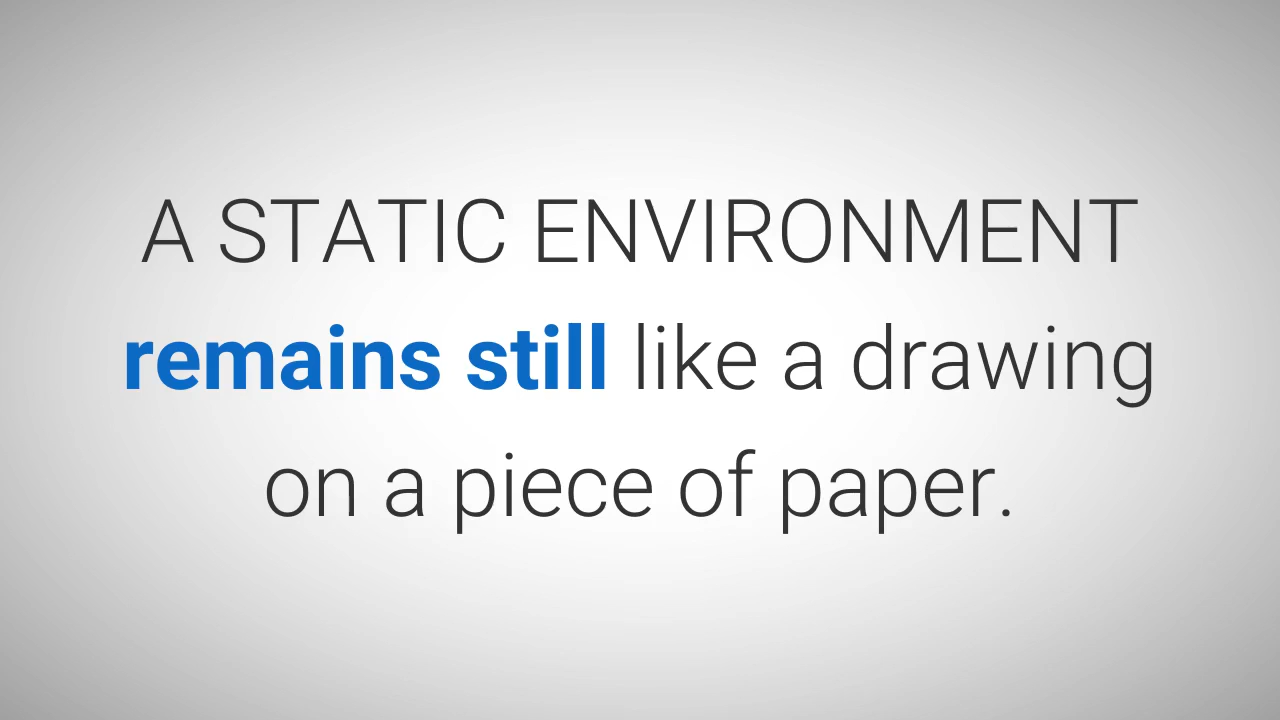 A STATIC ENVIRONMENT
remains still like a drawing
on a piece of paper.